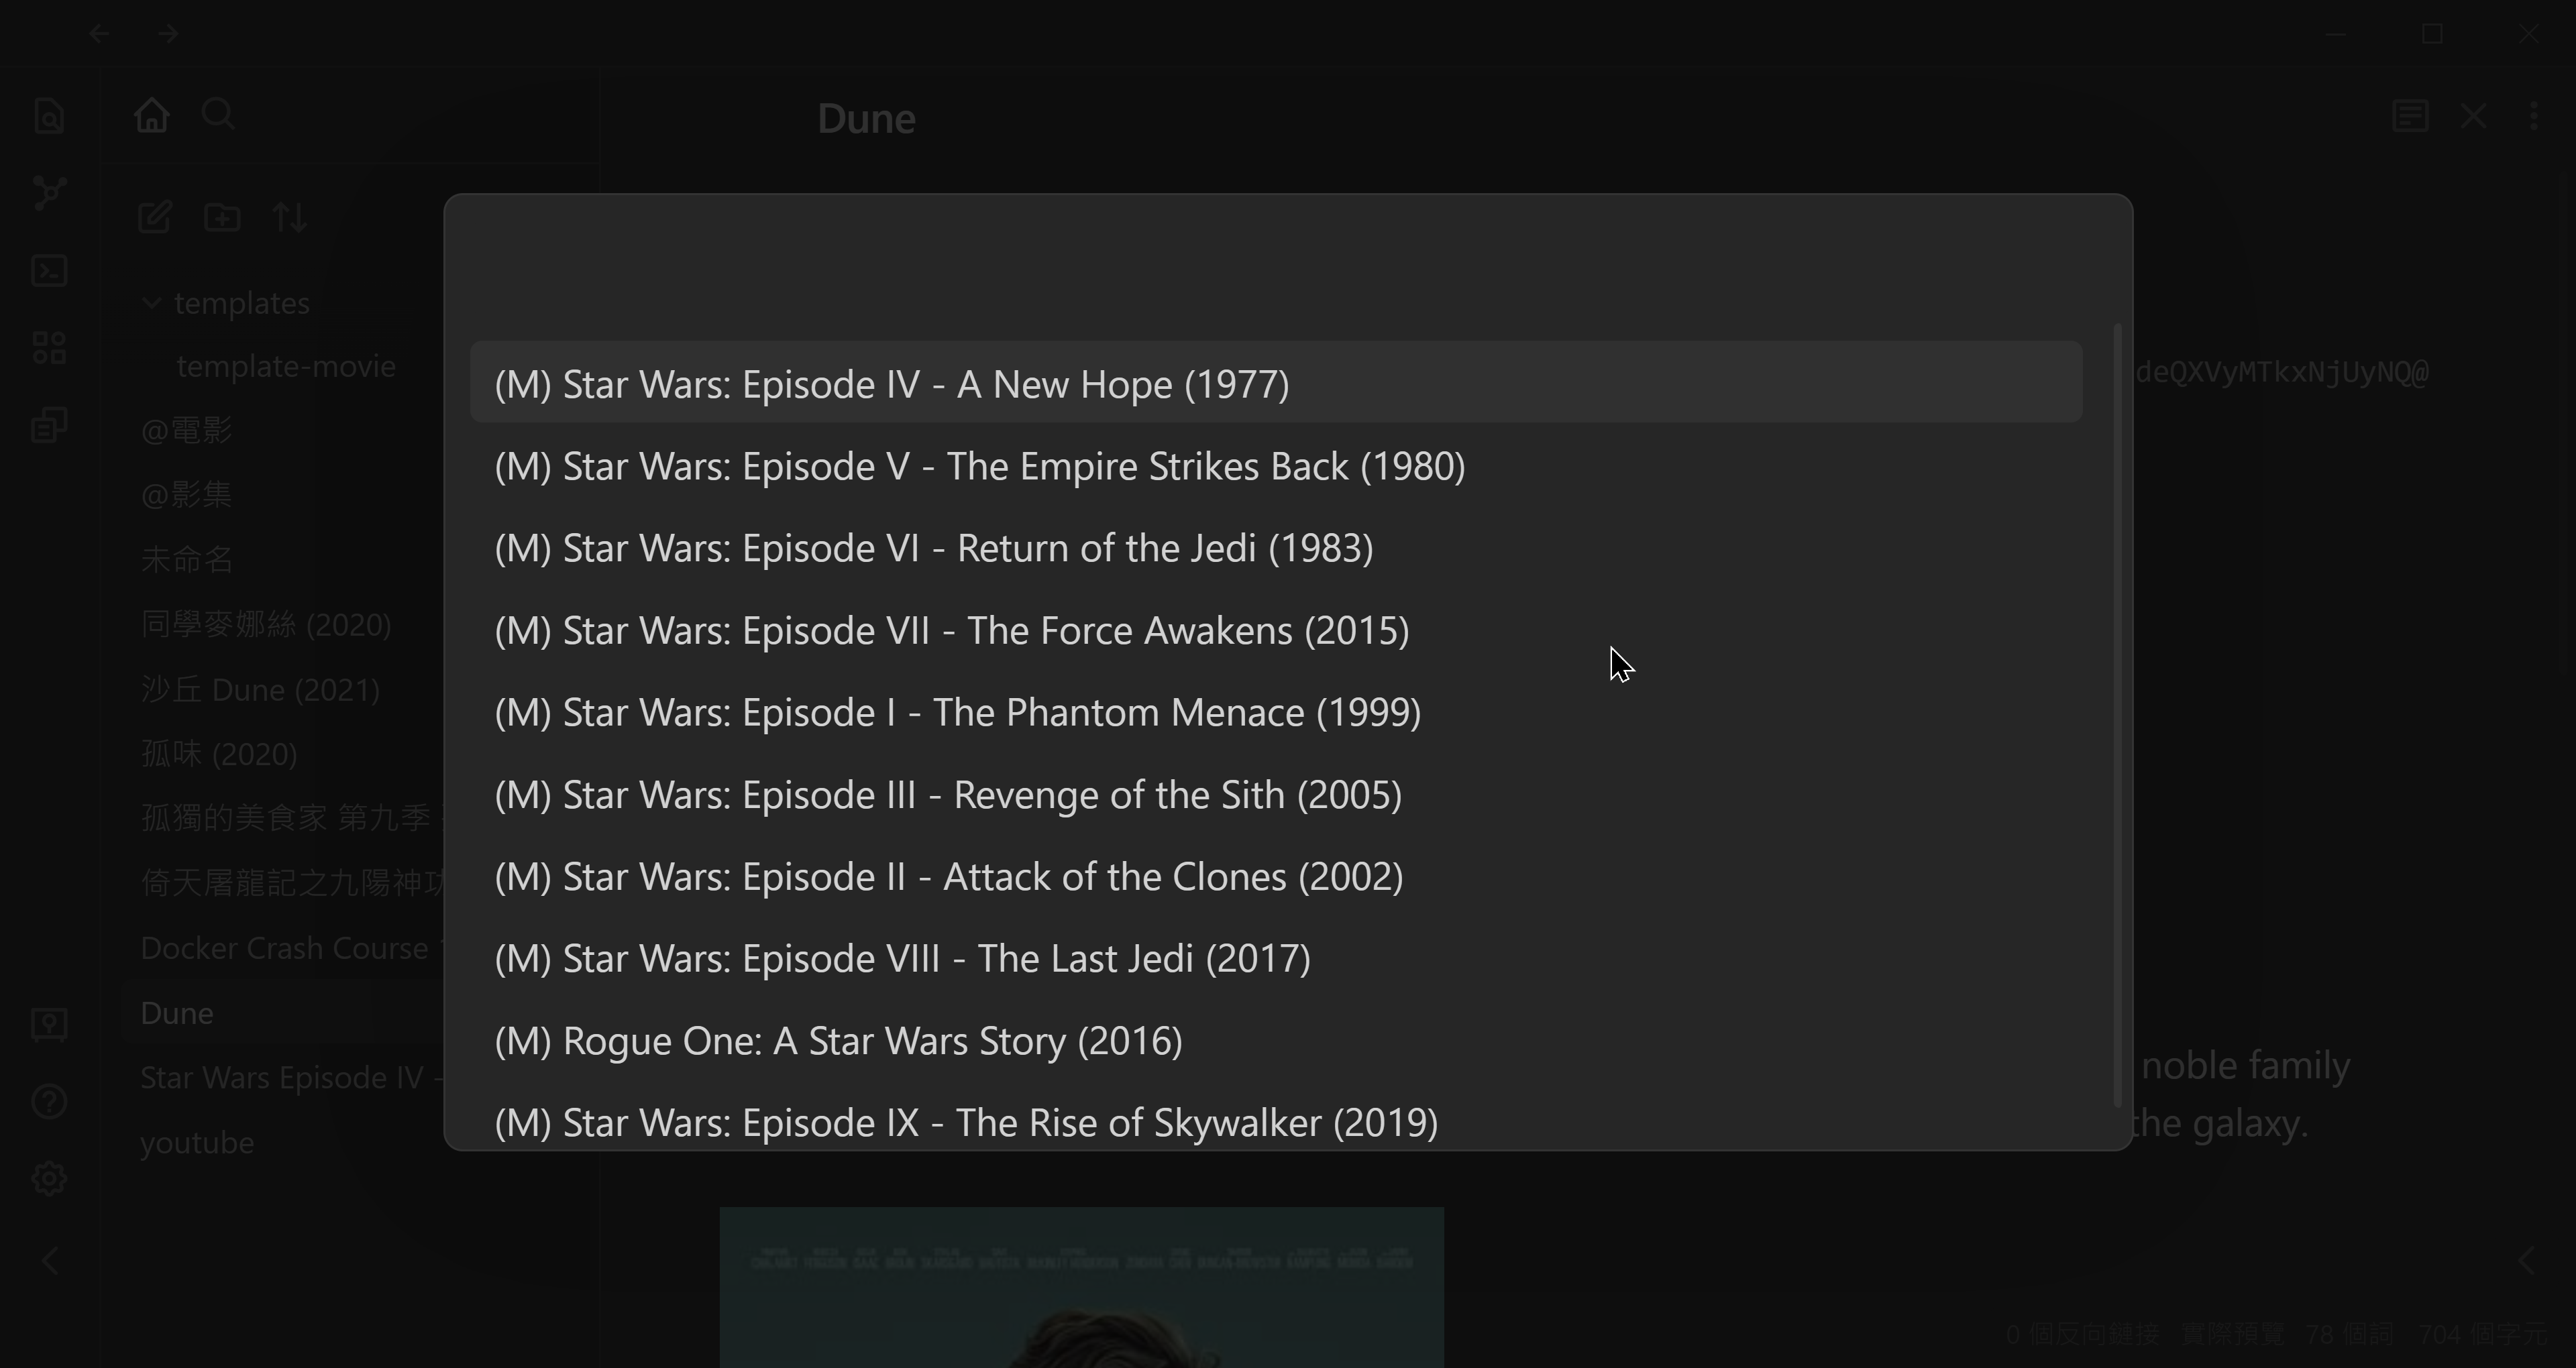 Dune
templates
template-movie
@電影
@影集
未命名
同學麥娜絲 (2020)
沙丘 Dune (2021)
孤味 (2020)
孤獨的美食家 第九季
倚天屠龍記之九陽神功
Docker Crash Course
Dune
Star Wars Episode IV -
youtube
(M) Star Wars: Episode IV - A New Hope (1977)
(M) Star Wars: Episode V - The Empire Strikes Back (1980)
(M) Star Wars: Episode VI - Return of the Jedi (1983)
(M) Star Wars: Episode VII - The Force Awakens (2015)
(M) Star Wars: Episode I - The Phantom Menace (1999)
(M) Star Wars: Episode III - Revenge of the Sith (2005)
(M) Star Wars: Episode II - Attack of the Clones (2002)
(M) Star Wars: Episode VIII - The Last Jedi (2017)
(M) Rogue One: A Star Wars Story (2016)
(M) Star Wars: Episode IX - The Rise of Skywalker (2019)
deQXVyMTkxNjUyNQ@
noble family
the galaxy.
0 個反向鏈接 實際預覽 78 個詞 704 個字元